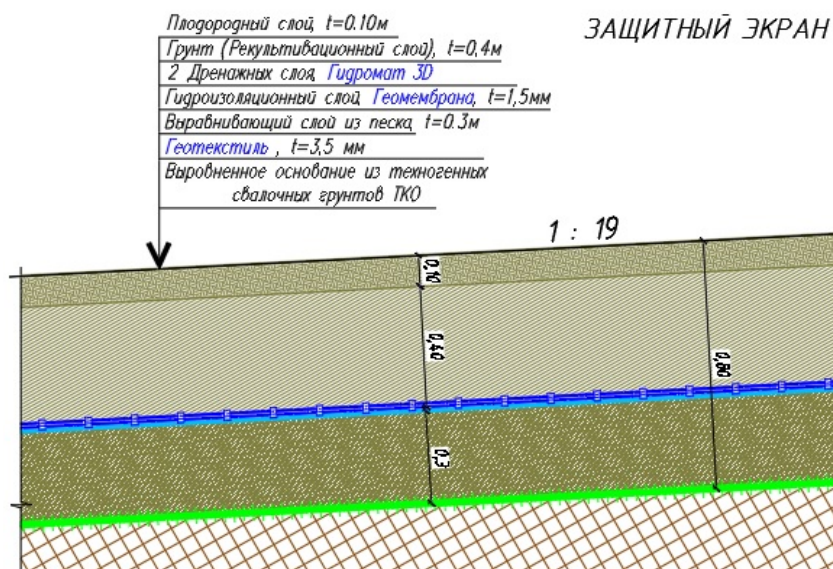 ЗАЩИТНЫЙ ЭКРАН
Плодородный слой, t=0.10м
Грунт (Рекультивационный слой), t=0,4м
2 Дренажных слоя, Гидромат 3D
Гидроизоляционный слой, Геомембрана, t=1,5мм
Выравнивающий слой из песка, t=0.3м
Геотекстиль , t=3,5 мм
Выровненное основание из техногенных
свалочных грунтов ТКО
1 : 19
0,10
0,40
0,80
0,3